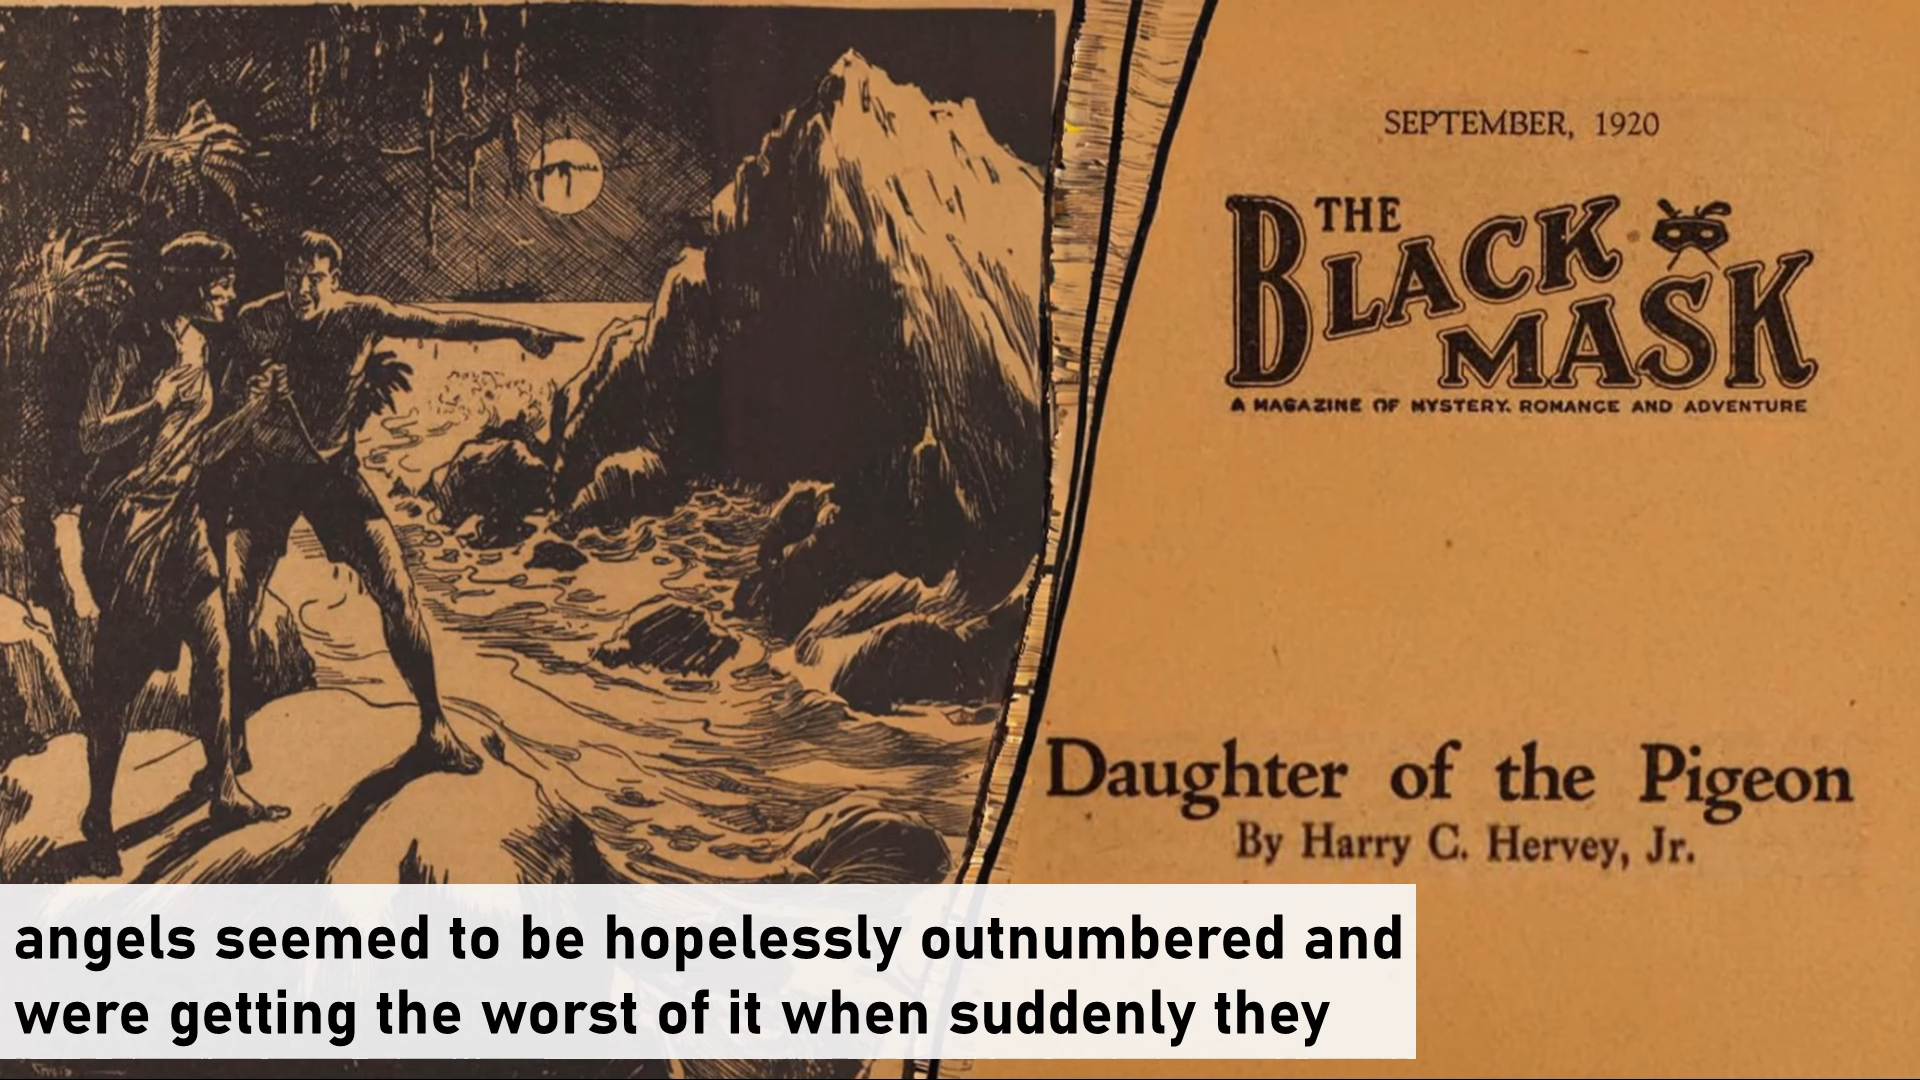 SEPTEMBER, 1920
THE
BLACK
MASK
A MAGAZINE OF MYSTERY, ROMANCE AND ADVENTURE
Daughter of the Pigeon
By Harry C. Hervey, Jr.
angels seemed to be hopelessly outnumbered and
were getting the worst of it when suddenly they